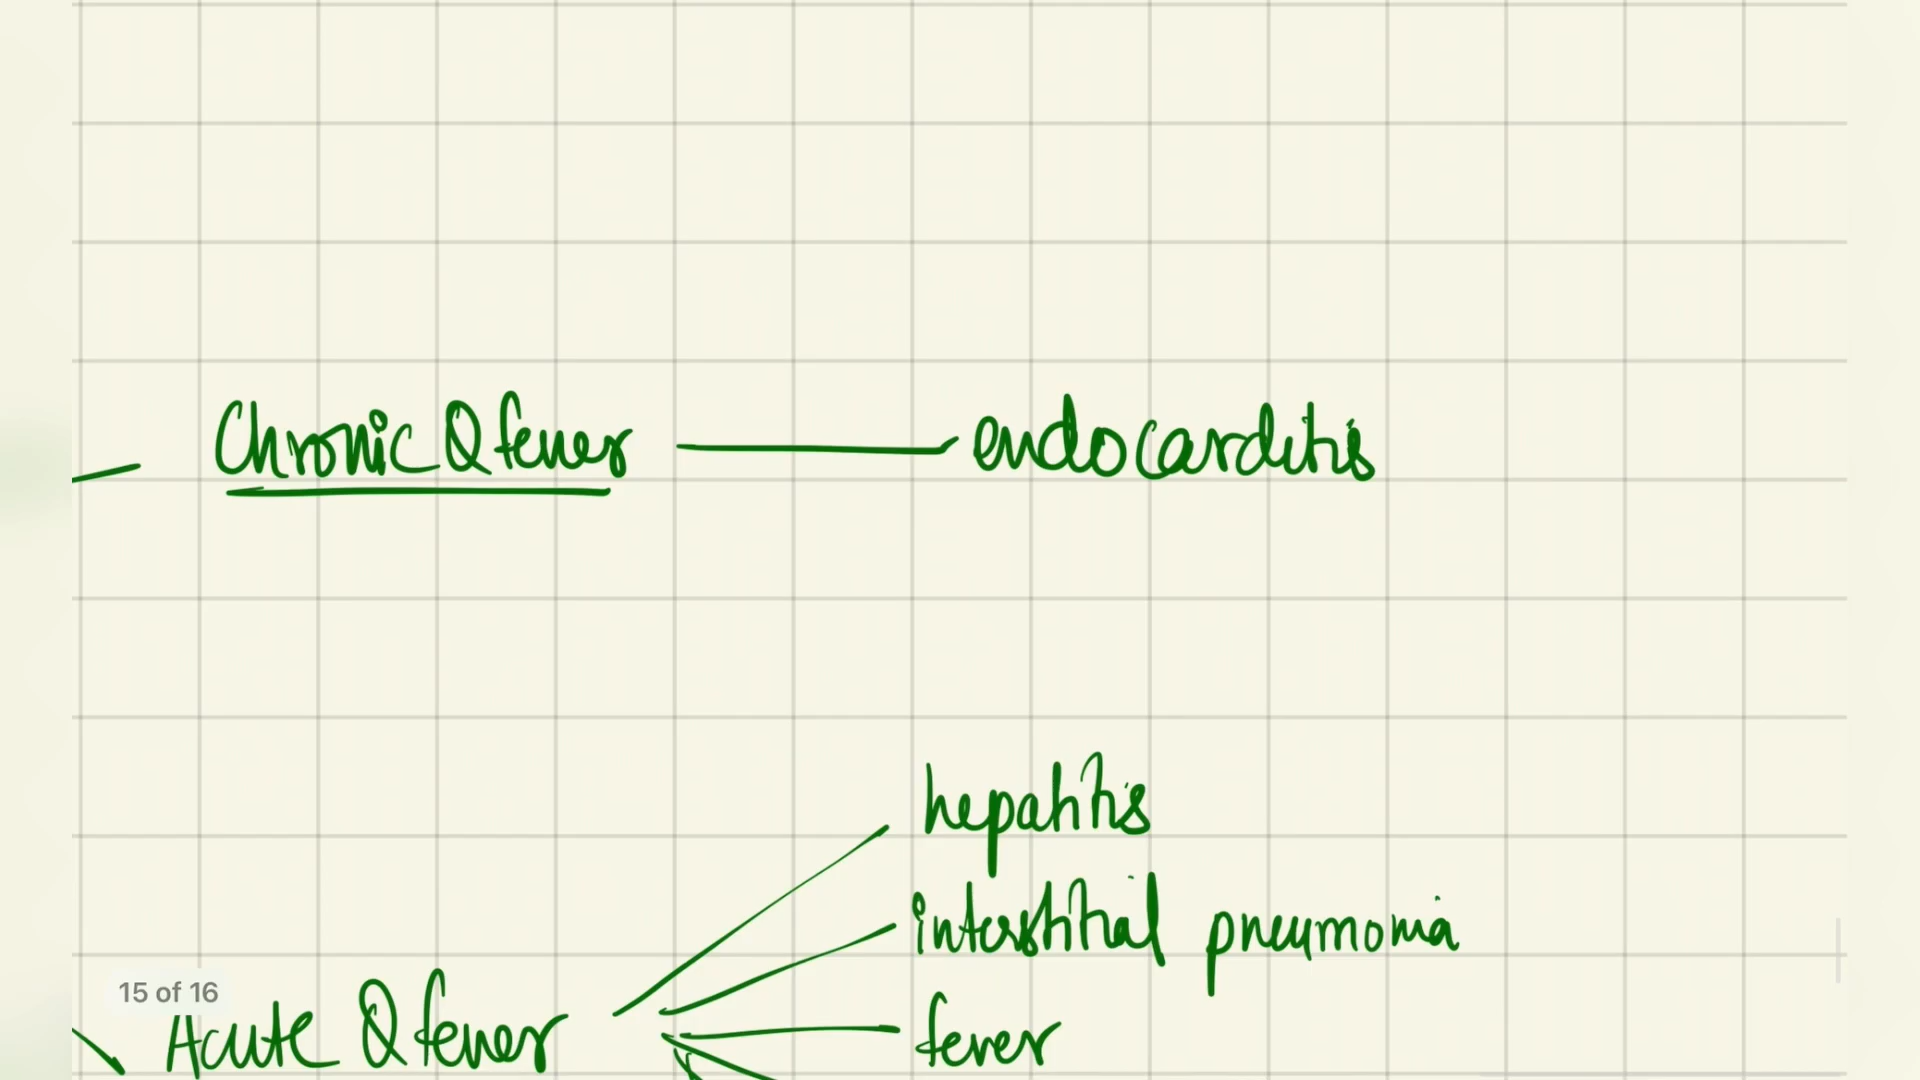 Chronic Q fever endocarditis
hepatitis
interstitial pneumonia
15 of 16
Acute Q fever fever